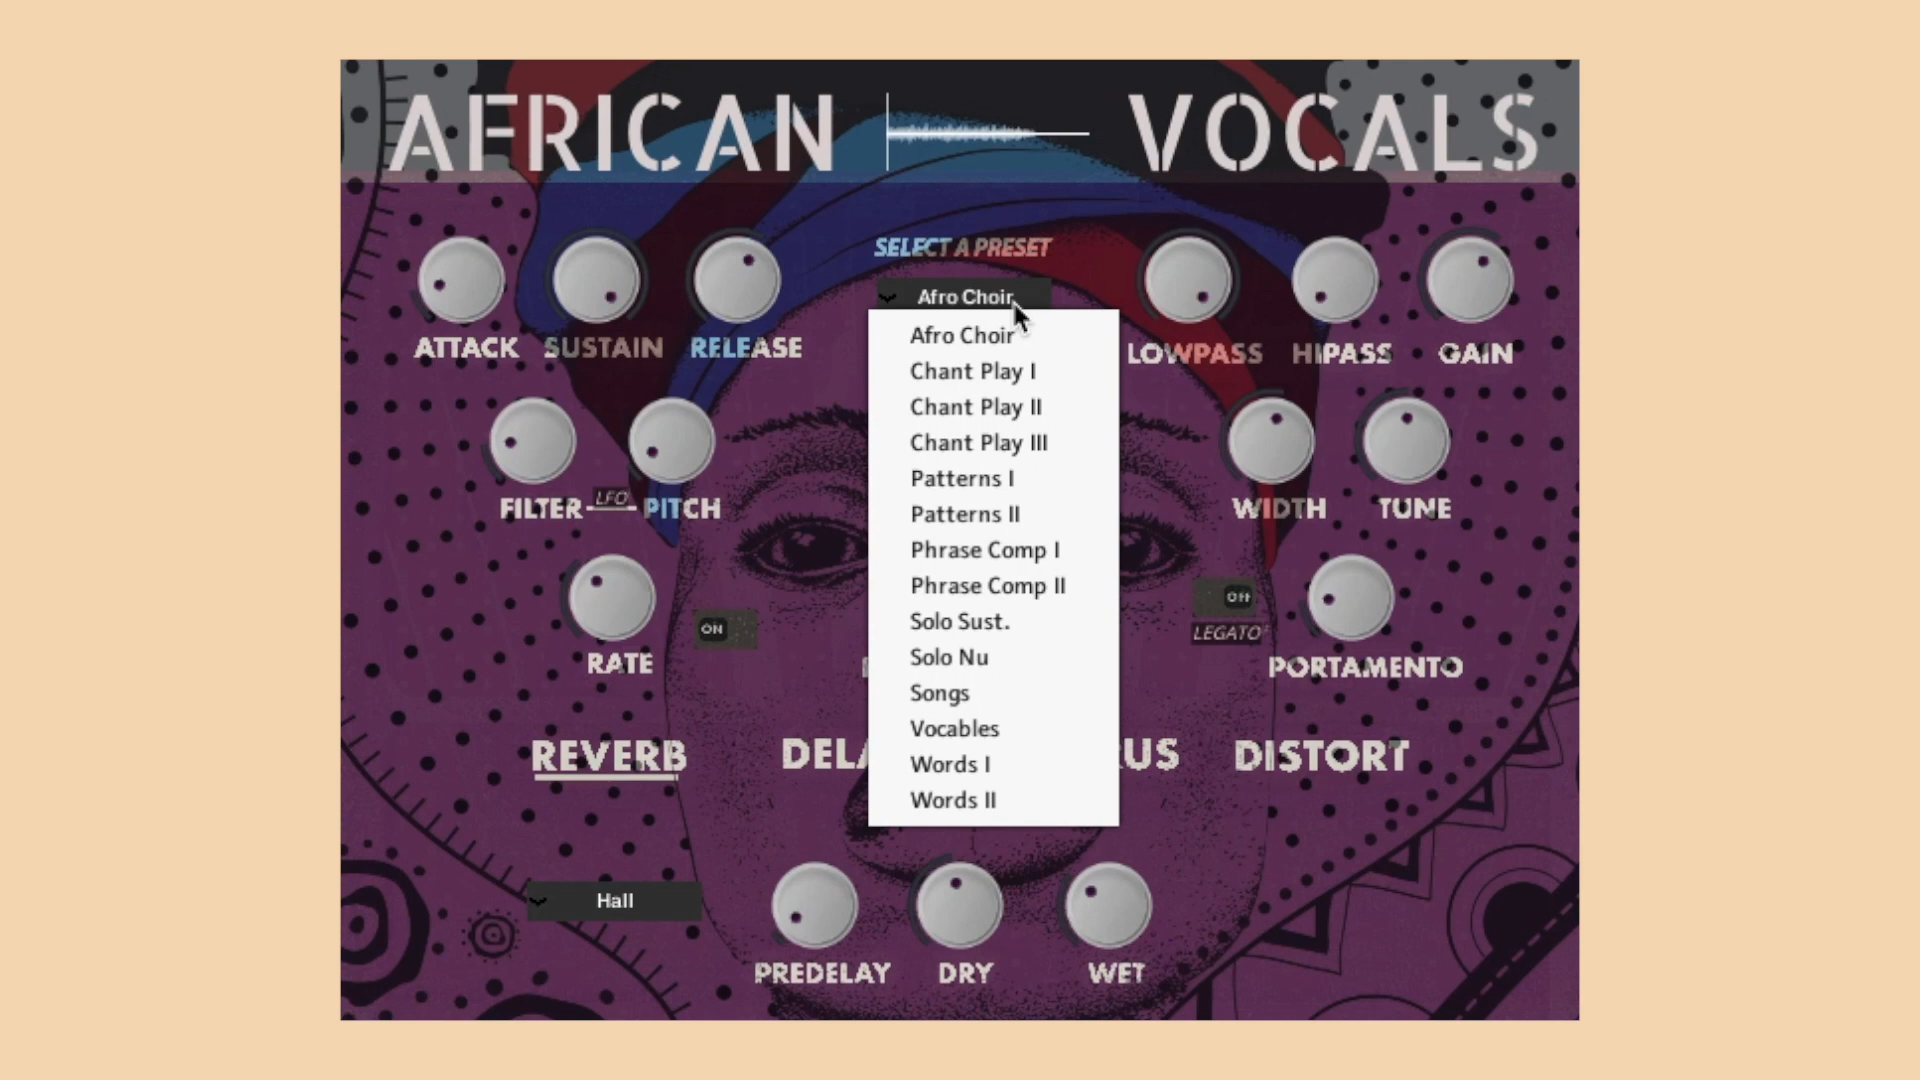 AFRICAN VOCALS
SELECT A PRESET
Afro Choir
ATTACK SUSTAIN RELEASE
LOWPASS HIPASS GAIN
Afro Choir
Chant Play I
Chant Play II
Chant Play III
Patterns I
Patterns II
Phrase Comp I
Phrase Comp II
Solo Sust.
Solo Nu
Songs
Vocables
Words I
Words II
FILTER LFO PITCH
WIDTH TUNE
ON
Off
LEGATO
RATE
PORTAMENTO
REVERB DELA RUS DISTORT
Hall
PREDELAY DRY WET